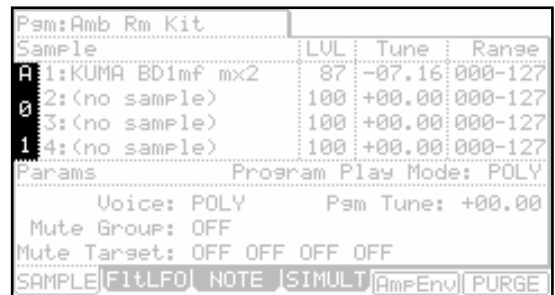 Pgm:Amb Rm Kit
Sample LVL Tune Range
A 1:KUMA BD1mf mx2 87 -07.16 000-127
0 2:(no sample) 100 +00.00 000-127
3:(no sample) 100 +00.00 000-127
1 4:(no sample) 100 +00.00 000-127
Params Program Play Mode: POLY
Voice: POLY Pgm Tune: +00.00
Mute Group: OFF
Mute Target: OFF OFF OFF OFF
SAMPLE FltLFO NOTE SIMULT AmpEnv PURGE